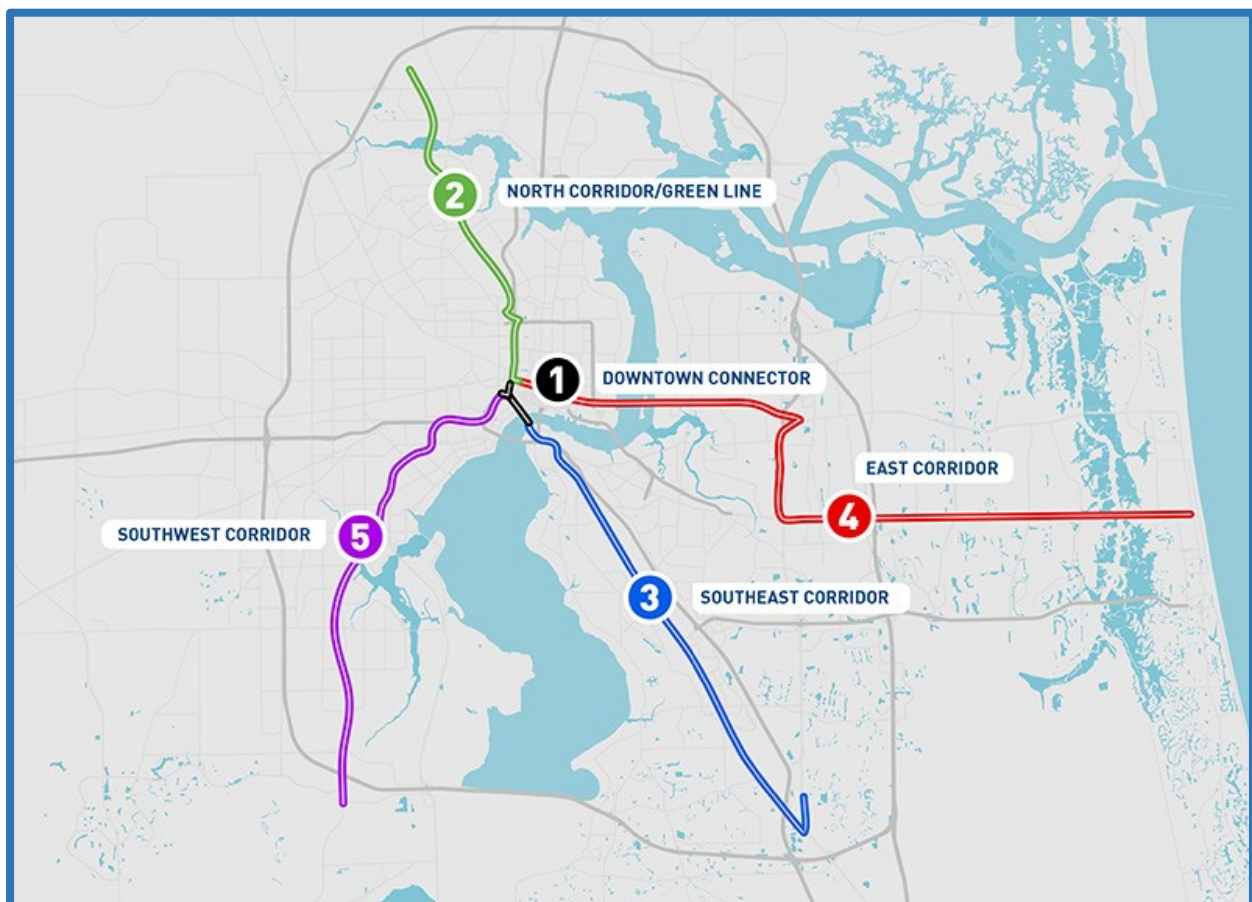 2
NORTH CORRIDOR/GREEN LINE
1
DOWNTOWN CONNECTOR
EAST CORRIDOR
4
SOUTHWEST CORRIDOR
5
3
SOUTHEAST CORRIDOR